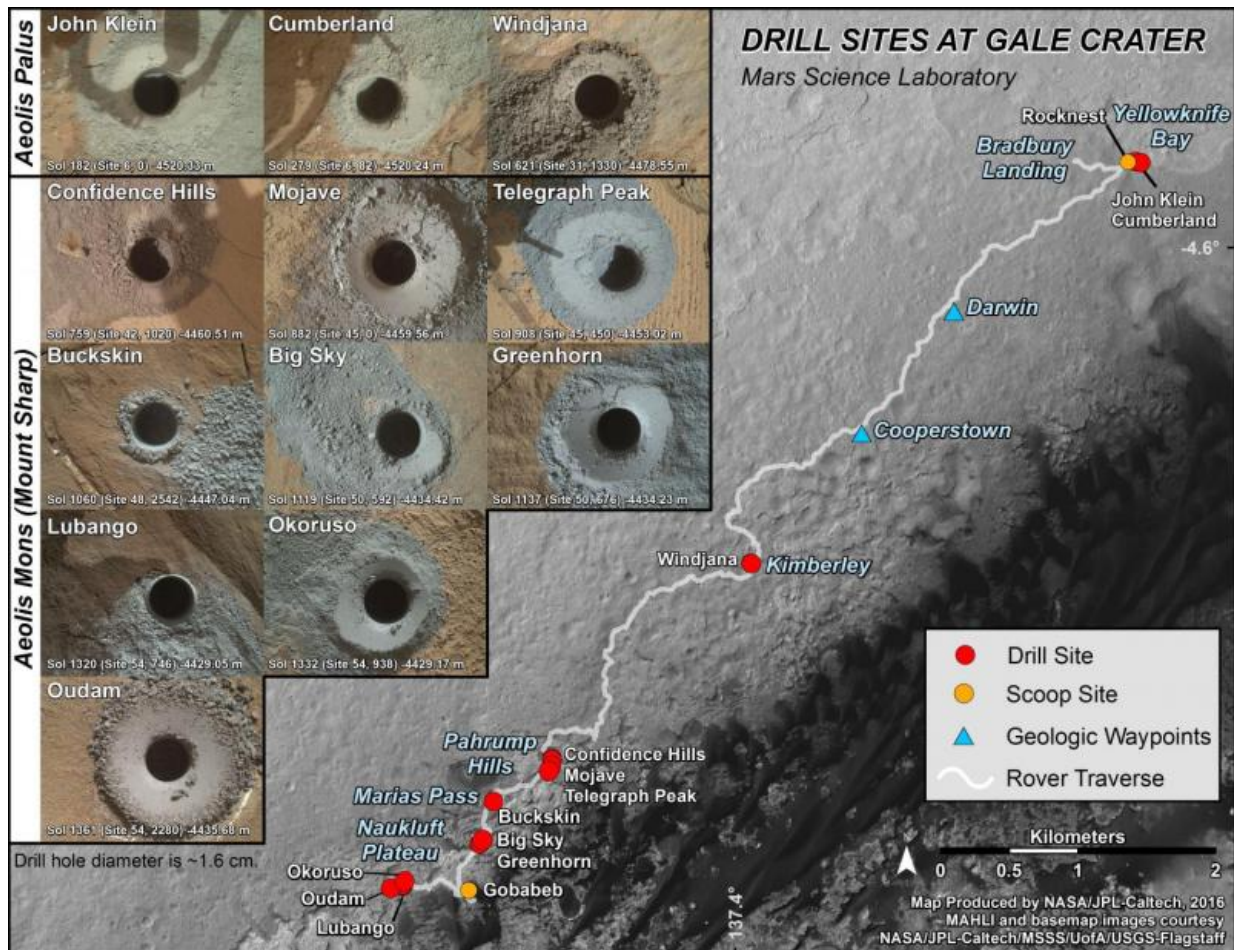 Aeolis Palus
John Klein
Sol 182 (Site 6, 0) -4520.33 m
Cumberland
Sol 279 (Site 6, 82) -4520.24 m
Windjana
Sol 621 (Site 31, 1330) -4478.55 m
Aeolis Mons (Mount Sharp)
Confidence Hills
Sol 759 (Site 42, 1020) -4460.51 m
Mojave
Sol 882 (Site 45, 0) -4459.56 m
Telegraph Peak
Sol 908 (Site 45, 450) -4453.02 m
Buckskin
Sol 1060 (Site 48, 2542) -4447.04 m
Big Sky
Sol 1119 (Site 50, 592) -4434.42 m
Greenhorn
Sol 1137 (Site 50, 676) -4434.23 m
Lubango
Sol 1320 (Site 54, 746) -4429.05 m
Okoruso
Sol 1332 (Site 54, 938) -4429.17 m
Oudam
Sol 1361 (Site 54, 2280) -4435.68 m
Drill hole diameter is ~1.6 cm.
DRILL SITES AT GALE CRATER
Mars Science Laboratory
Rocknest
Yellowknife
Bay
Bradbury
Landing
John Klein
Cumberland
-4.6°
Darwin
Cooperstown
Windjana
Kimberley
Pahrump
Hills
Confidence Hills
Mojave
Telegraph Peak
Marias Pass
Buckskin
Naukluft
Plateau
Big Sky
Greenhorn
Okoruso
Oudam
Lubango
Gobabeb
137.4°
Drill Site
Scoop Site
Geologic Waypoints
Rover Traverse
Kilometers
0 0.5 1 2
Map Produced by NASA/JPL-Caltech, 2016
MAHLI and basemap images courtesy
NASA/JPL-Caltech/MSSS/UofA/USGS-Flagstaff